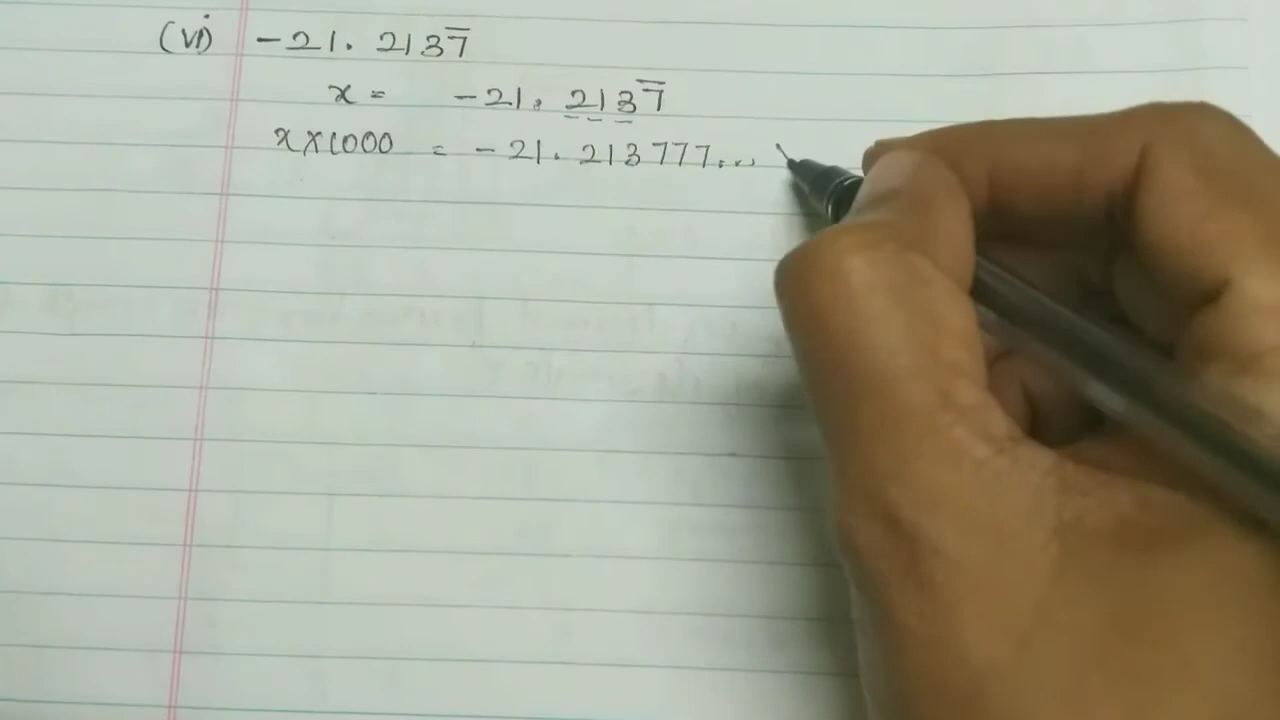 (vi) -21.2137̅
x = -21.2137̅
x×1000 = -21.213777...